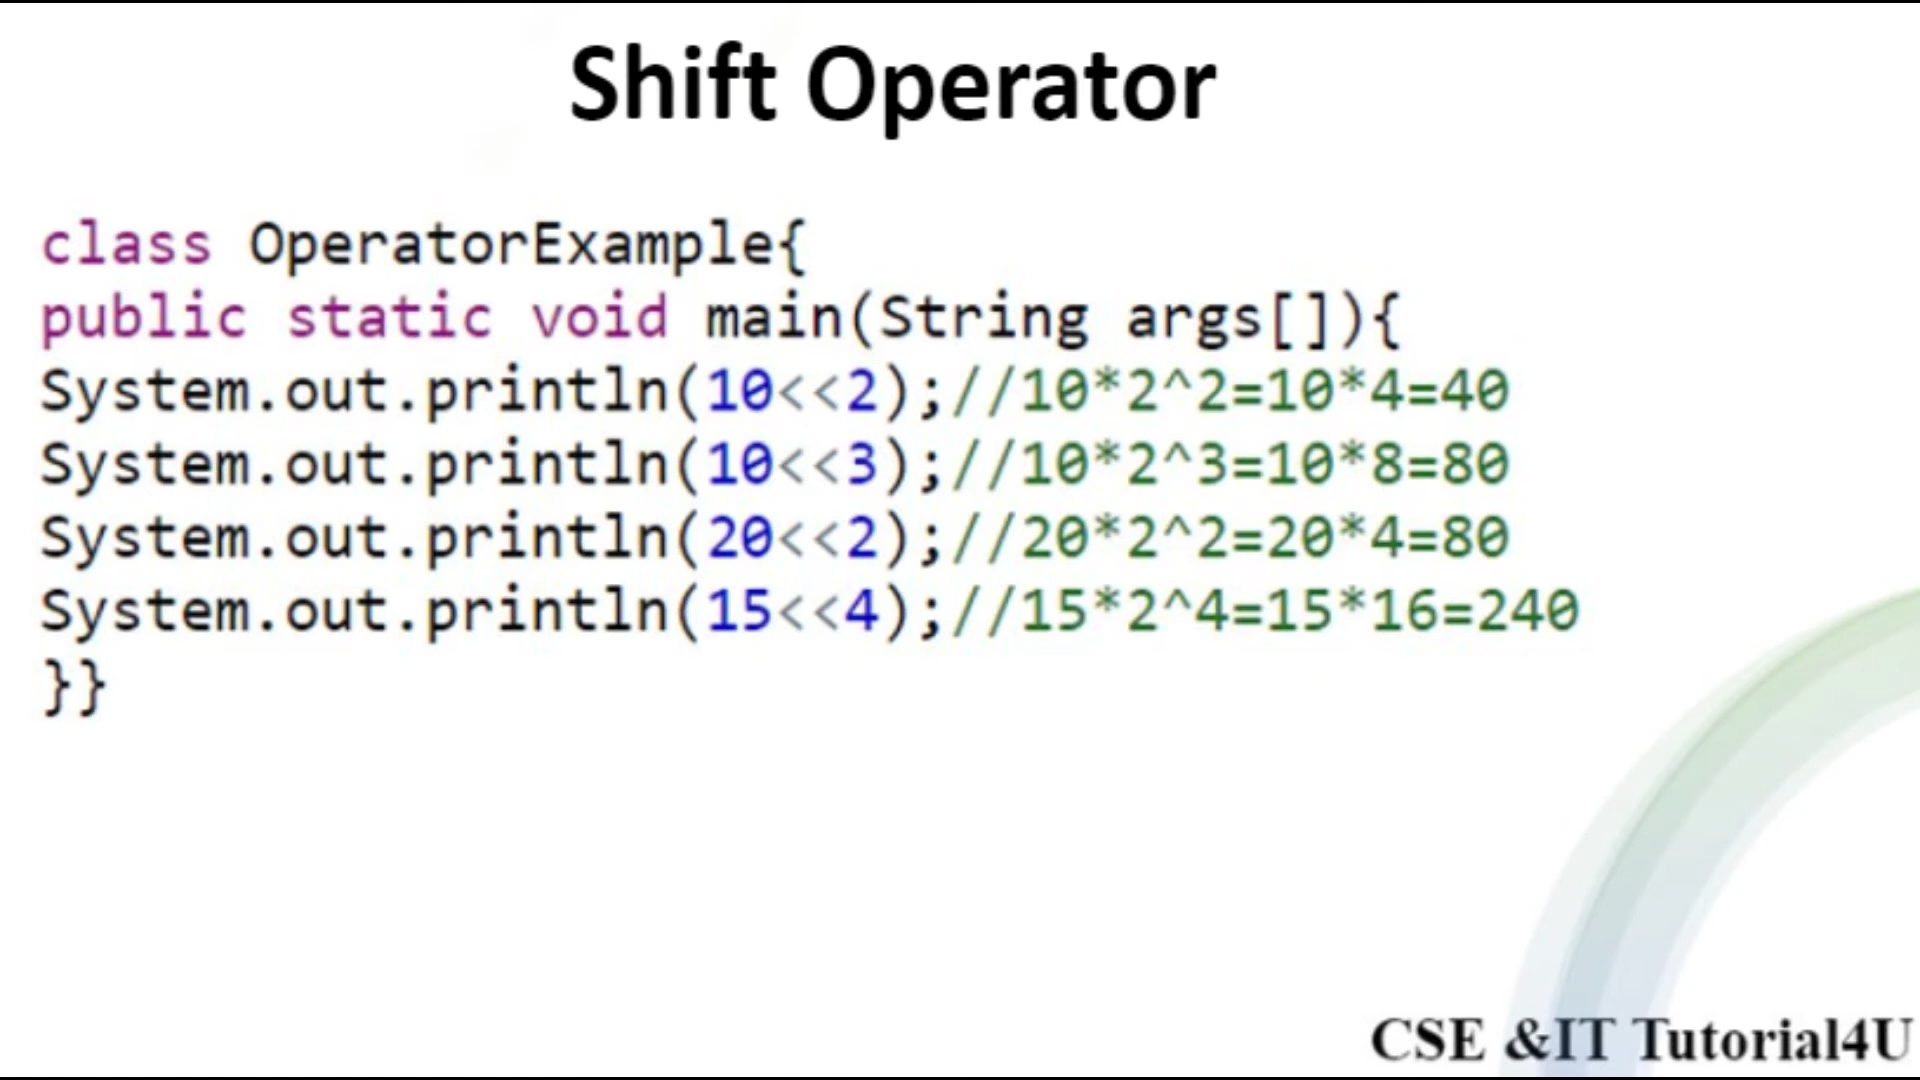 Shift Operator
class OperatorExample{
public static void main(String args[]){
System.out.println(10<<2);//10*2^2=10*4=40
System.out.println(10<<3);//10*2^3=10*8=80
System.out.println(20<<2);//20*2^2=20*4=80
System.out.println(15<<4);//15*2^4=15*16=240
}}
CSE &IT Tutorial4U